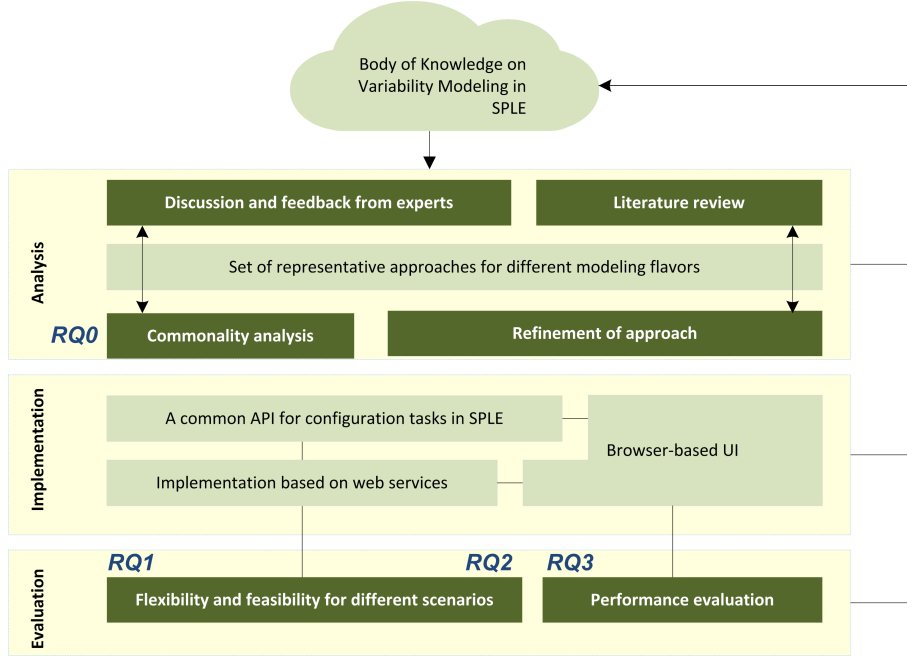 Body of Knowledge on
Variability Modeling in
SPLE
Analysis
Discussion and feedback from experts
Literature review
Set of representative approaches for different modeling flavors
RQ0
Commonality analysis
Refinement of approach
Implementation
A common API for configuration tasks in SPLE
Browser-based UI
Implementation based on web services
Evaluation
RQ1
RQ2
RQ3
Flexibility and feasibility for different scenarios
Performance evaluation